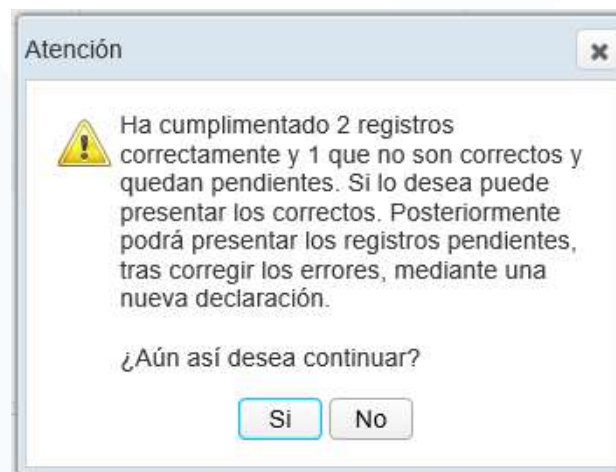 Atención
Ha cumplimentado 2 registros
correctamente y 1 que no son correctos y
quedan pendientes. Si lo desea puede
presentar los correctos. Posteriormente
podrá presentar los registros pendientes,
tras corregir los errores, mediante una
nueva declaración.
¿Aún así desea continuar?
Si No